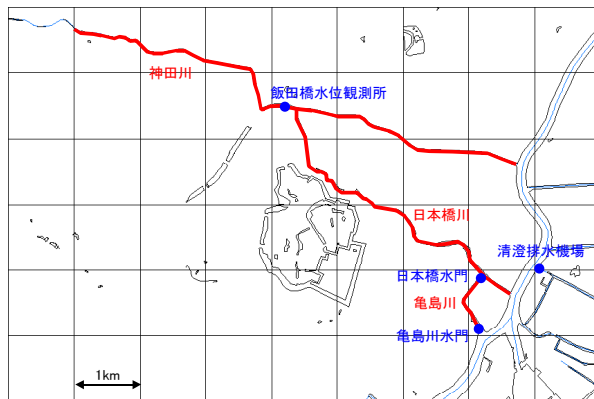 神田川
飯田橋水位観測所
日本橋川
清澄排水機場
日本橋水門
亀島川
亀島川水門
1km